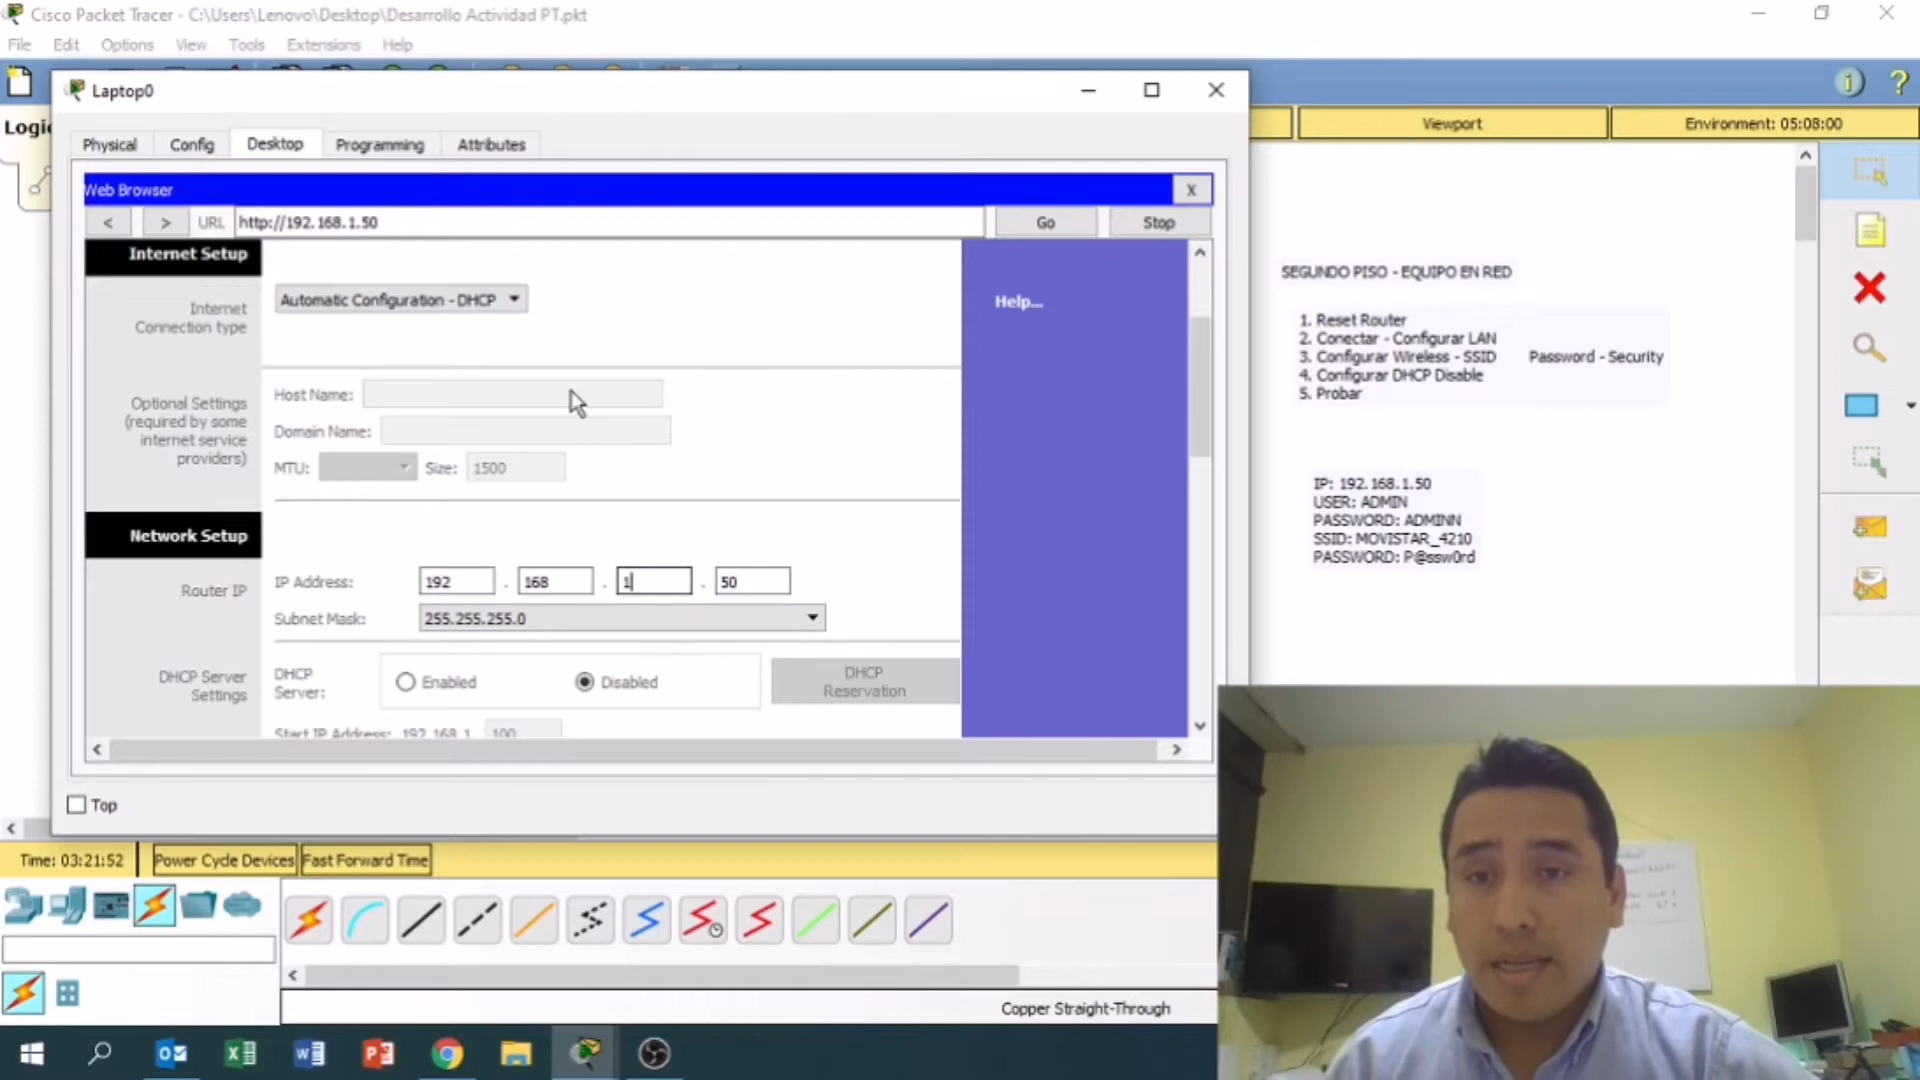 Cisco Packet Tracer - C:\Users\Lenovo\Desktop\Desarrollo Actividad PT.pkt
File Edit Options View Tools Extensions Help
Laptop0
Viewport
Environment: 05:08:00
Physical Config Desktop Programming Attributes
Web Browser
X
< > URL http://192.168.1.50 Go Stop
Internet Setup
Internet
Connection type
Automatic Configuration - DHCP
Help...
Optional Settings
(required by some
internet service
providers)
Host Name:
Domain Name:
MTU: Size: 1500
Network Setup
Router IP
IP Address: 192 . 168 . 1 . 50
Subnet Mask: 255.255.255.0
DHCP Server
Settings
DHCP
Server:
Enabled Disabled
DHCP
Reservation
Start IP Address: 192.168.1. 100
Top
SEGUNDO PISO - EQUIPO EN RED
1. Reset Router
2. Conectar - Configurar LAN
3. Configurar Wireless - SSID Password - Security
4. Configurar DHCP Disable
5. Probar
IP: 192.168.1.50
USER: ADMIN
PASSWORD: ADMINN
SSID: MOVISTAR_4210
PASSWORD: P@ssw0rd
Time: 03:21:52 Power Cycle Devices Fast Forward Time
Copper Straight-Through